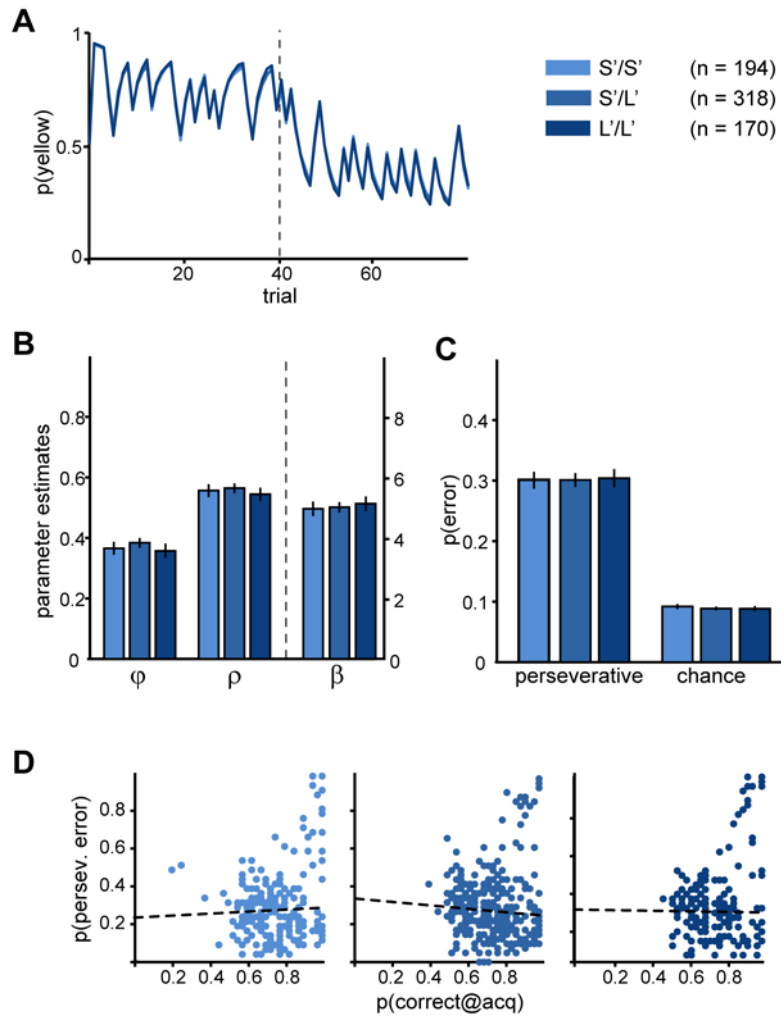 A
1
0.5
0
p(yellow)
20
40
60
trial
S'/S' (n = 194)
S'/L' (n = 318)
L'/L' (n = 170)
B
0.8
0.6
0.4
0.2
0
parameter estimates
8
6
4
2
0
φ
ρ
β
C
0.4
0.3
0.2
0.1
0
p(error)
perseverative
chance
D
p(persev. error)
0.8
0.6
0.4
0.2
0.2 0.4 0.6 0.8
0.2 0.4 0.6 0.8
0.2 0.4 0.6 0.8
p(correct@acq)